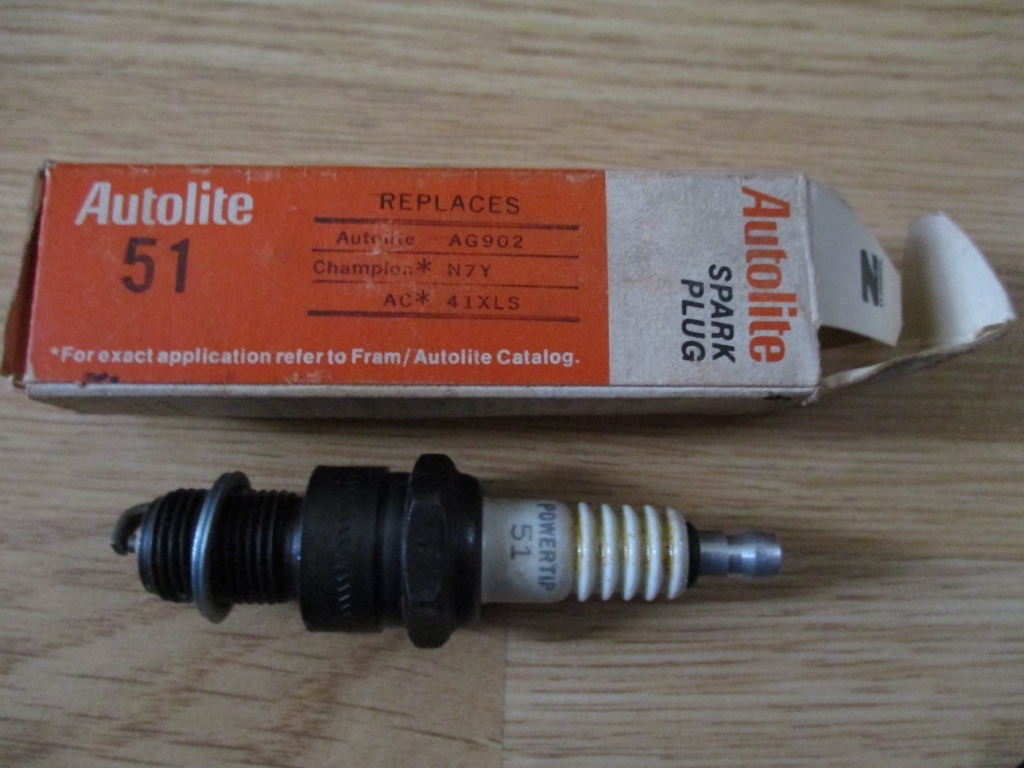 Autolite
51
REPLACES
Autolite AG902
Champion* N7Y
AC* 41XLS
*For exact application refer to Fram/Autolite Catalog.
Autolite
SPARK
PLUG
POWERTIP
51